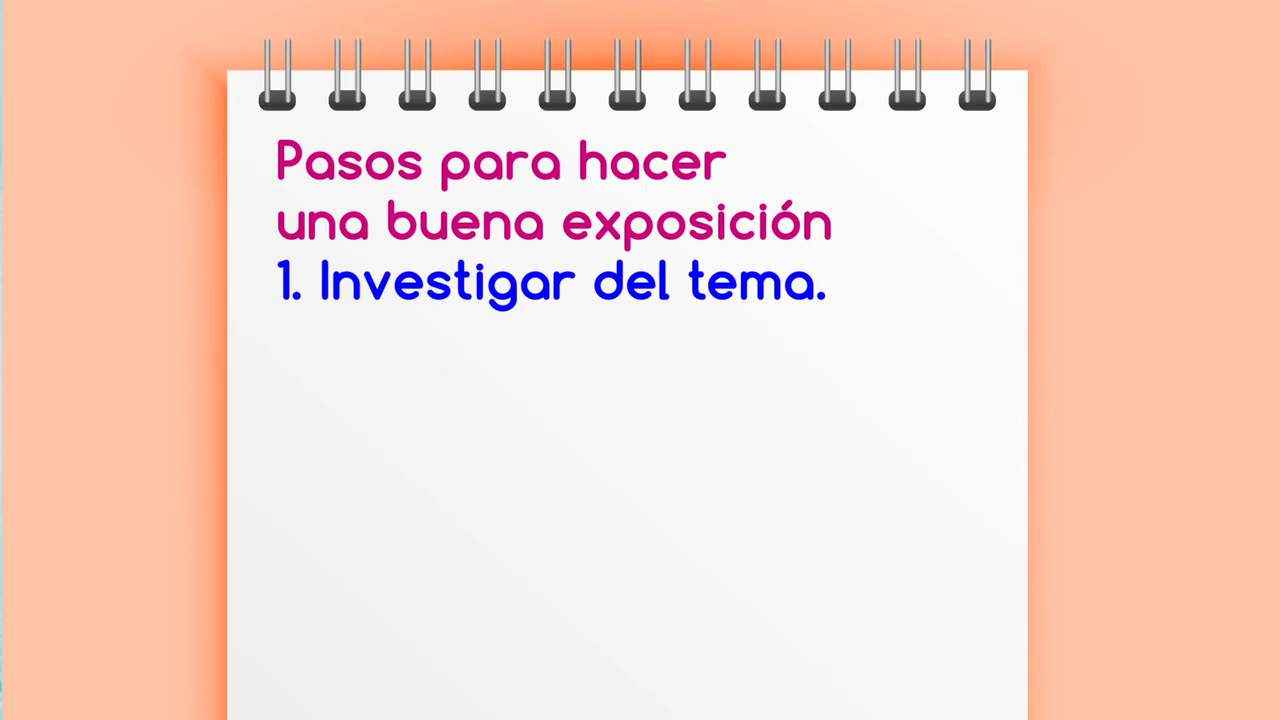 Pasos para hacer
una buena exposición
1. Investigar del tema.